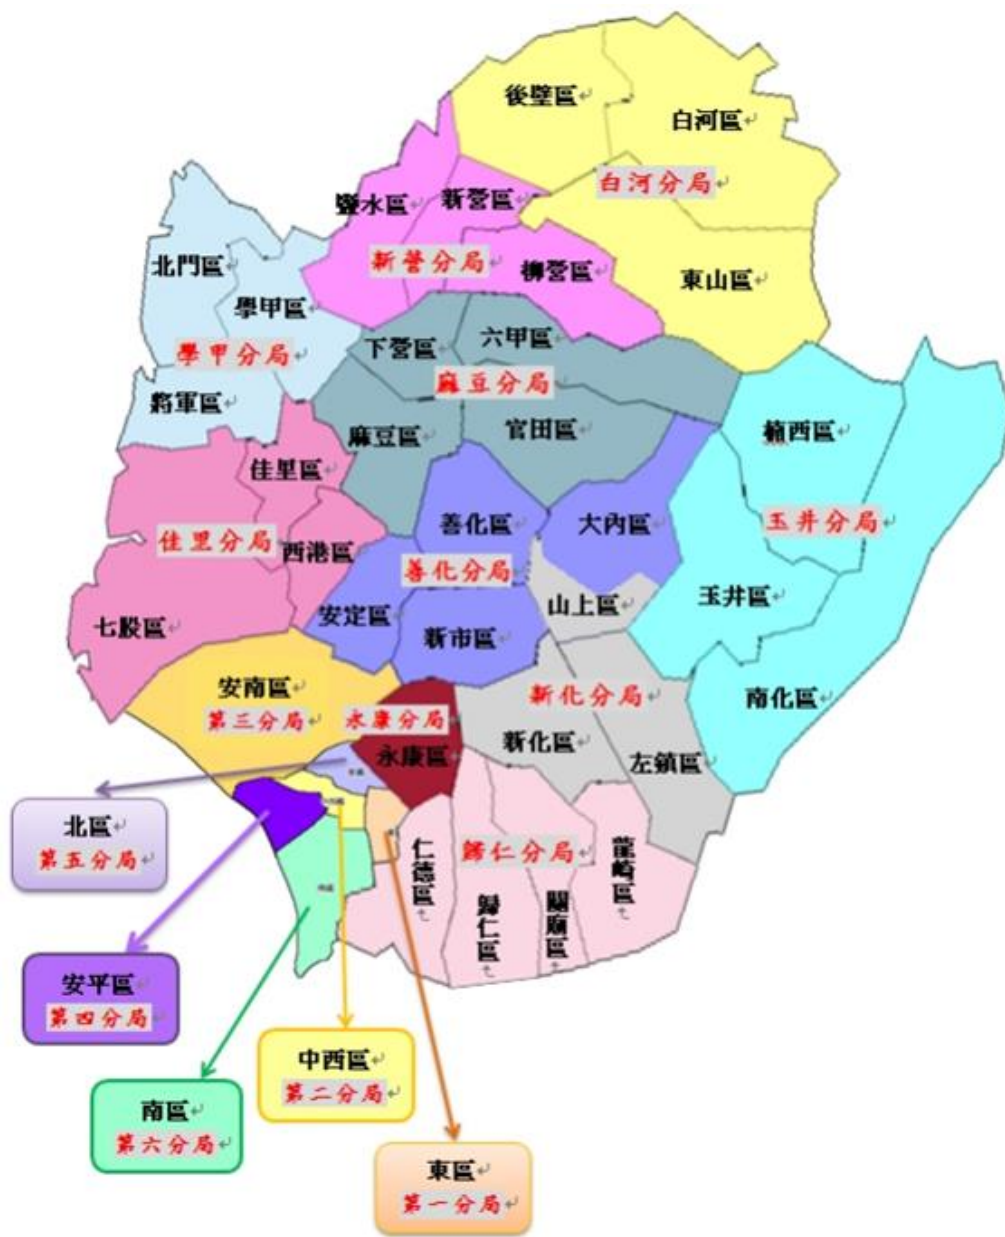 後壁區
白河區
白河分局
鹽水區
新營區
新營分局
柳營區
東山區
北門區
學甲區
學甲分局
將軍區
下營區
六甲區
麻豆分局
麻豆區
官田區
楠西區
佳里區
佳里分局
西港區
七股區
善化區
大內區
善化分局
安定區
新市區
山上區
玉井分局
玉井區
南化區
安南區
第三分局
永康分局
永康區
新化分局
新化區
左鎮區
歸仁分局
仁德區
歸仁區
關廟區
龍崎區
北區
第五分局
安平區
第四分局
中西區
第二分局
南區
第六分局
東區
第一分局